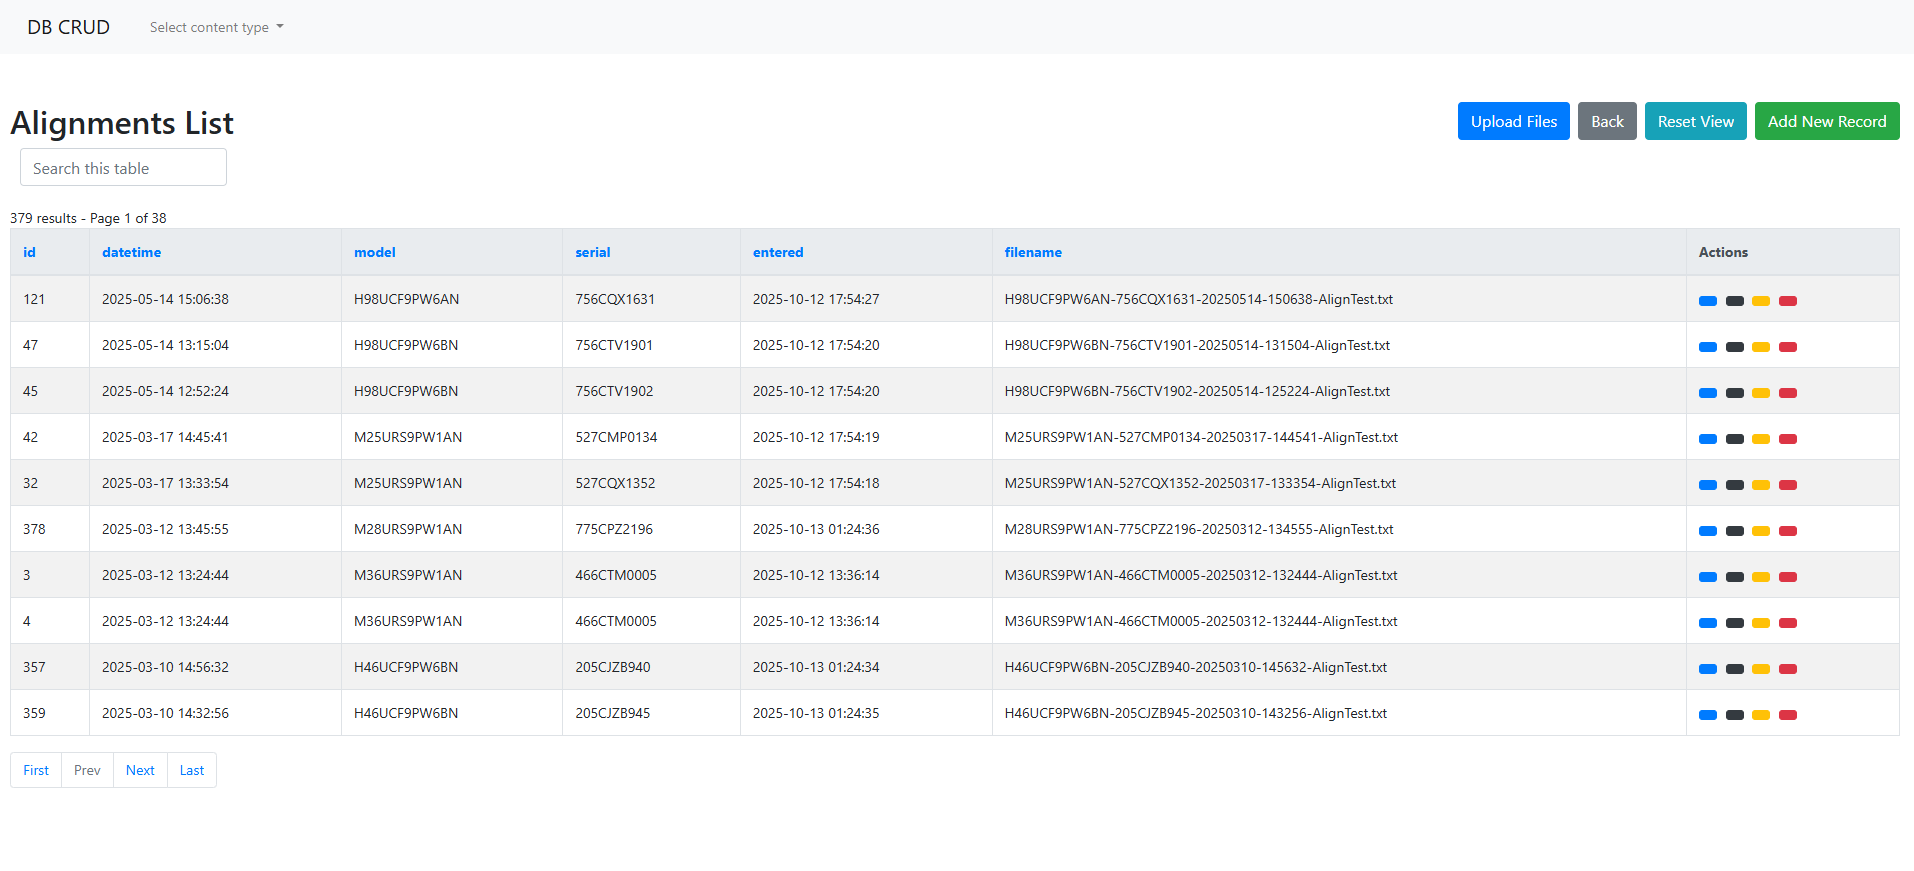 DB CRUD Select content type
Alignments List
Upload Files Back Reset View Add New Record
Search this table
379 results - Page 1 of 38
id datetime model serial entered filename Actions
121 2025-05-14 15:06:38 H98UCF9PW6AN 756CQX1631 2025-10-12 17:54:27 H98UCF9PW6AN-756CQX1631-20250514-150638-AlignTest.txt
47 2025-05-14 13:15:04 H98UCF9PW6BN 756CTV1901 2025-10-12 17:54:20 H98UCF9PW6BN-756CTV1901-20250514-131504-AlignTest.txt
45 2025-05-14 12:52:24 H98UCF9PW6BN 756CTV1902 2025-10-12 17:54:20 H98UCF9PW6BN-756CTV1902-20250514-125224-AlignTest.txt
42 2025-03-17 14:45:41 M25URS9PW1AN 527CMP0134 2025-10-12 17:54:19 M25URS9PW1AN-527CMP0134-20250317-144541-AlignTest.txt
32 2025-03-17 13:33:54 M25URS9PW1AN 527CQX1352 2025-10-12 17:54:18 M25URS9PW1AN-527CQX1352-20250317-133354-AlignTest.txt
378 2025-03-12 13:45:55 M28URS9PW1AN 775CPZ2196 2025-10-13 01:24:36 M28URS9PW1AN-775CPZ2196-20250312-134555-AlignTest.txt
3 2025-03-12 13:24:44 M36URS9PW1AN 466CTM0005 2025-10-12 13:36:14 M36URS9PW1AN-466CTM0005-20250312-132444-AlignTest.txt
4 2025-03-12 13:24:44 M36URS9PW1AN 466CTM0005 2025-10-12 13:36:14 M36URS9PW1AN-466CTM0005-20250312-132444-AlignTest.txt
357 2025-03-10 14:56:32 H46UCF9PW6BN 205CJZB940 2025-10-13 01:24:34 H46UCF9PW6BN-205CJZB940-20250310-145632-AlignTest.txt
359 2025-03-10 14:32:56 H46UCF9PW6BN 205CJZB945 2025-10-13 01:24:35 H46UCF9PW6BN-205CJZB945-20250310-143256-AlignTest.txt
First Prev Next Last